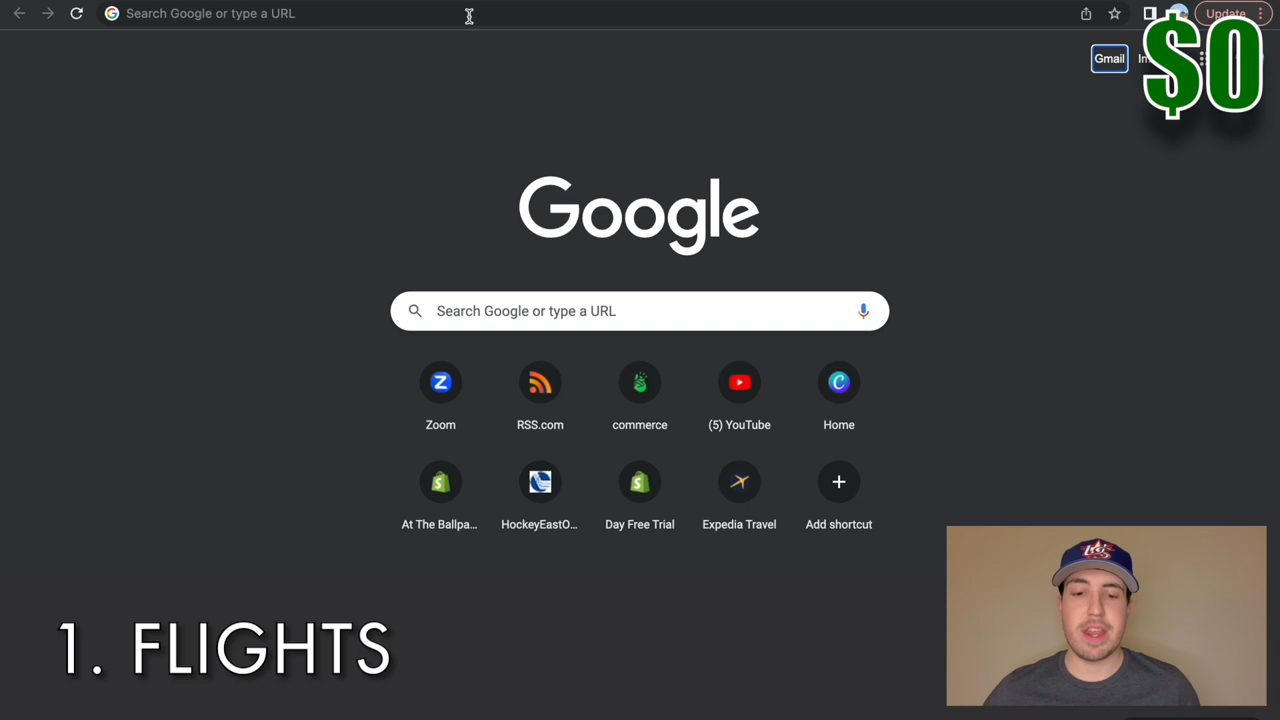 Search Google or type a URL
Update
Gmail
$0
Google
Search Google or type a URL
Zoom
RSS.com
commerce
(5) YouTube
Home
At The Ballpa...
HockeyEastO...
Day Free Trial
Expedia Travel
Add shortcut
1. FLIGHTS